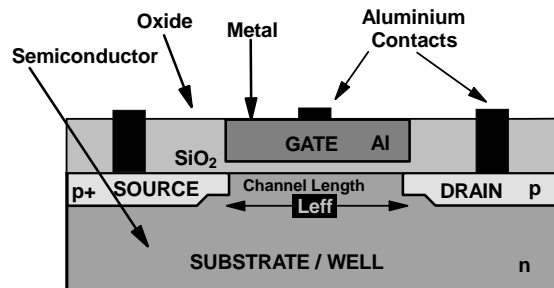 Oxide
Metal
Aluminium
Contacts
Semiconductor
GATE Al
SiO₂
p+ SOURCE
Channel Length
DRAIN p
Leff
SUBSTRATE / WELL
n